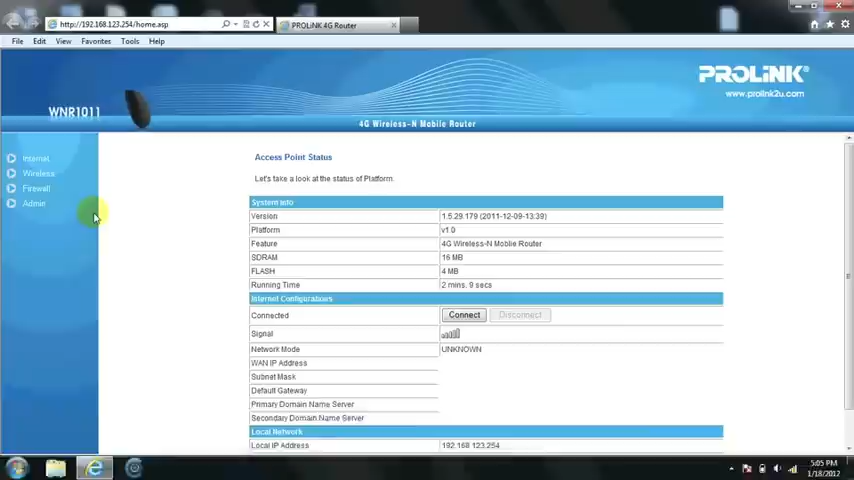 http://192.168.123.254/home.asp
PROLiNK 4G Router
File Edit View Favorites Tools Help
PROLiNK®
www.prolink2u.com
WNR1011
4G Wireless-N Mobile Router
Internet
Wireless
Firewall
Admin
Access Point Status
Let's take a look at the status of Platform.
System Info
Version 1.5.29.179 (2011-12-09-13:39)
Platform v1.0
Feature 4G Wireless-N Moblie Router
SDRAM 16 MB
FLASH 4 MB
Running Time 2 mins. 9 secs
Internet Configurations
Connected Connect Disconnect
Signal
Network Mode UNKNOWN
WAN IP Address
Subnet Mask
Default Gateway
Primary Domain Name Server
Secondary Domain Name Server
Local Network
Local IP Address 192.168.123.254
5:05 PM
1/18/2012